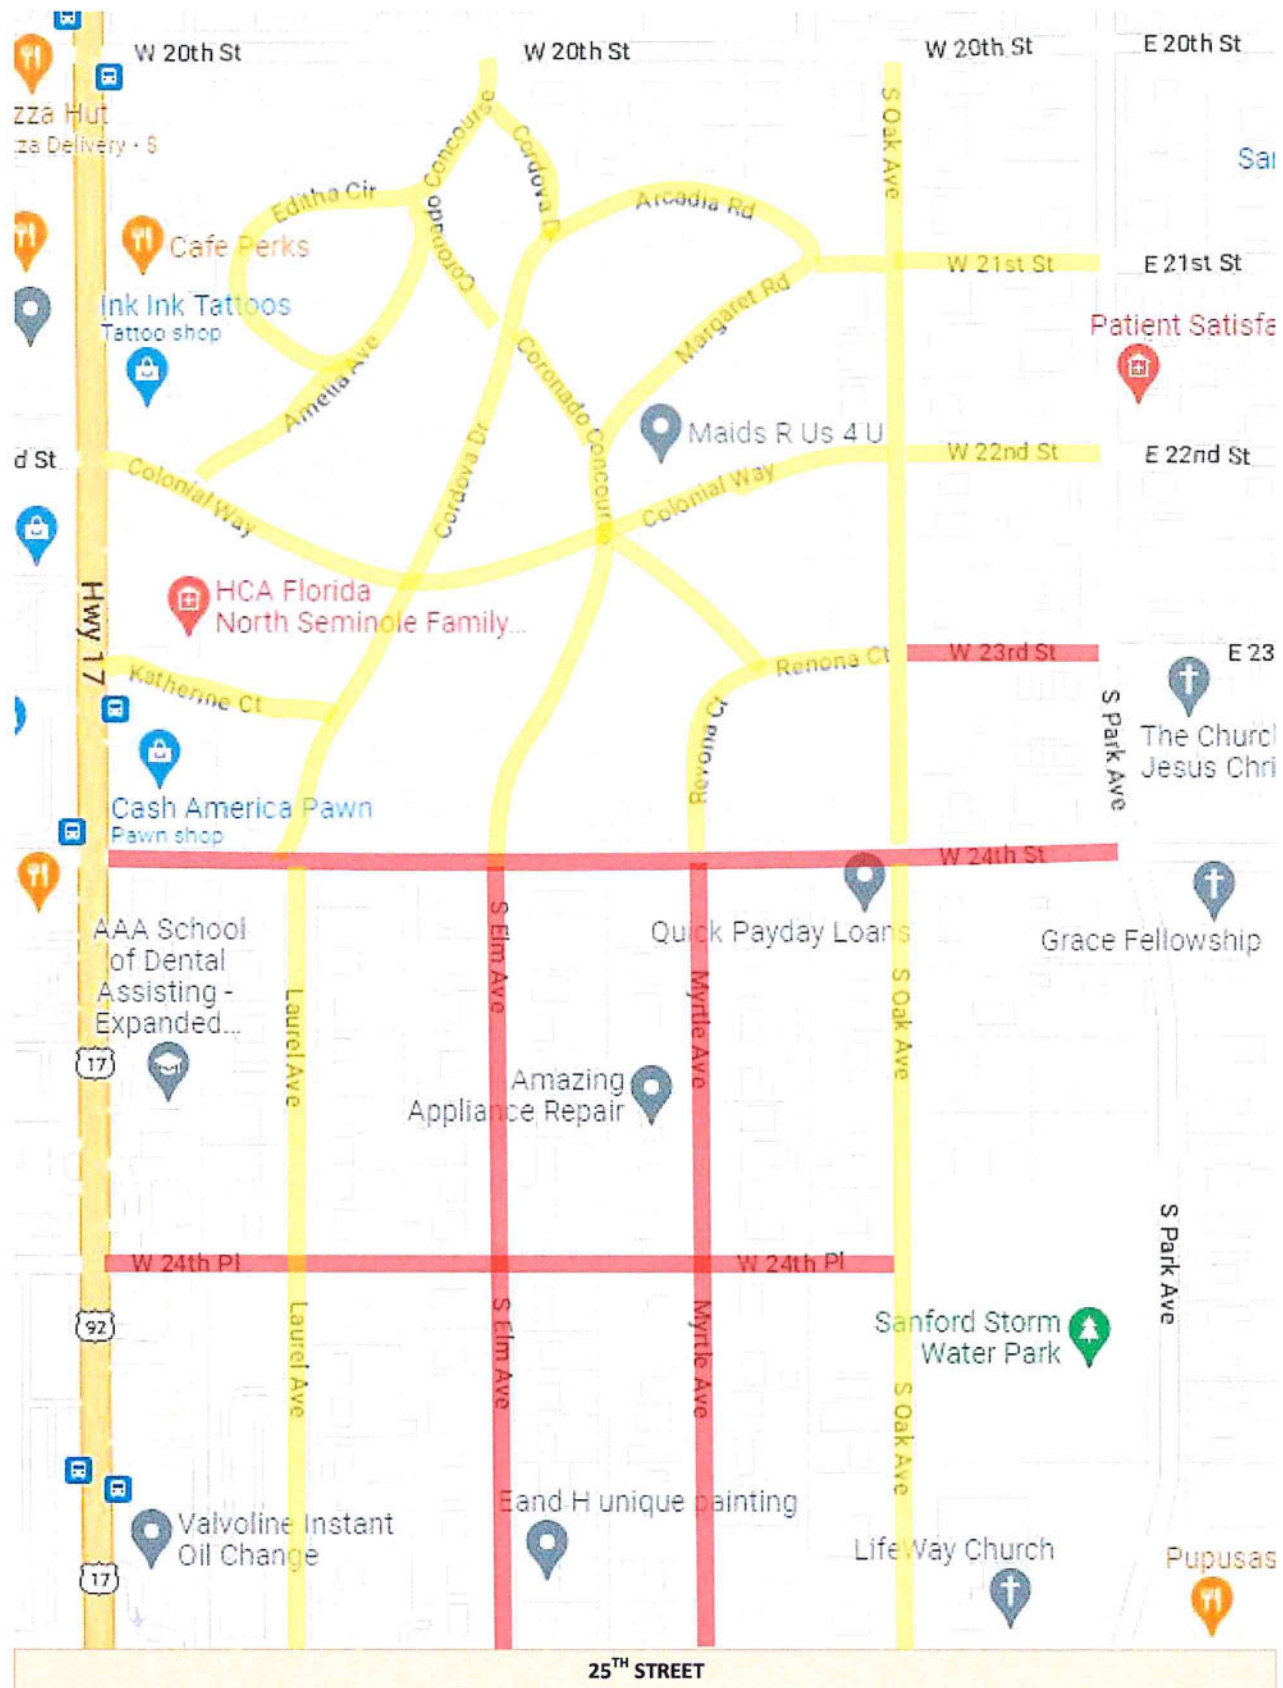 W 20th St
W 20th St
W 20th St
E 20th St
zza Hut
za Delivery · S
Concourse
Cordova D
S Oak Ave
Sa
Editha Cir
Coronado
Arcadia Rd
Cafe Perks
W 21st St
E 21st St
Ink Ink Tattoos
Tattoo shop
Margaret Rd
Patient Satisfa
Amelia Ave
Coronado Concourse
Maids R Us 4 U
d St
Colonial Way
Cordova Dr
Colonial Way
W 22nd St
E 22nd St
Hwy 17
HCA Florida
North Seminole Family...
Katherine Ct
Renona Ct
W 23rd St
E 23
S Park Ave
The Churc
Jesus Chri
Cash America Pawn
Pawn shop
W 24th St
AAA School
of Dental
Assisting -
Expanded...
S Elm Ave
Quick Payday Loans
Grace Fellowship
Laurel Ave
Myrtle Ave
S Oak Ave
17
Amazing
Appliance Repair
W 24th Pl
W 24th Pl
S Park Ave
92
Laurel Ave
S Elm Ave
Myrtle Ave
Sanford Storm
Water Park
S Oak Ave
Eand H unique painting
Valvoline Instant
Oil Change
LifeWay Church
Pupusas
17
25TH STREET